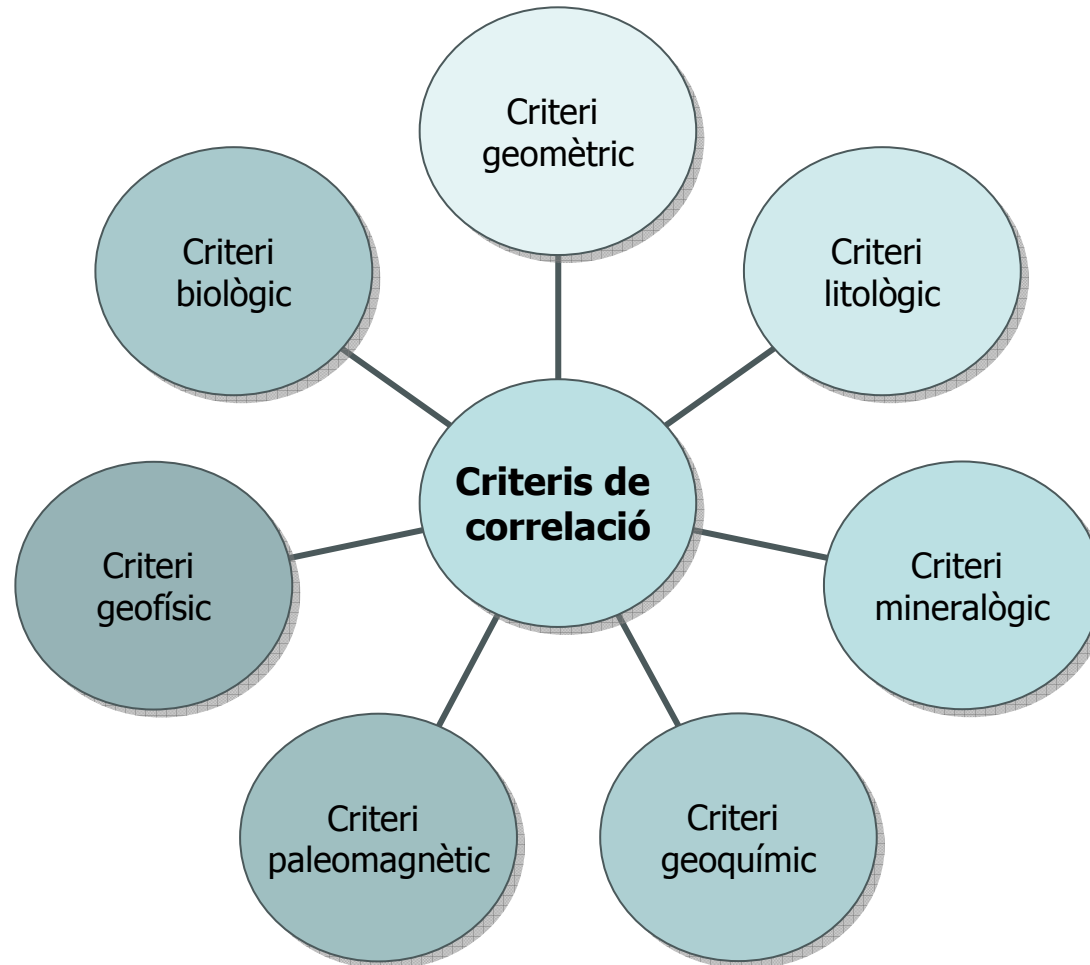 Criteri
geomètric
Criteri
biològic
Criteri
litològic
Criteris de
correlació
Criteri
geofísic
Criteri
mineralògic
Criteri
paleomagnètic
Criteri
geoquímic